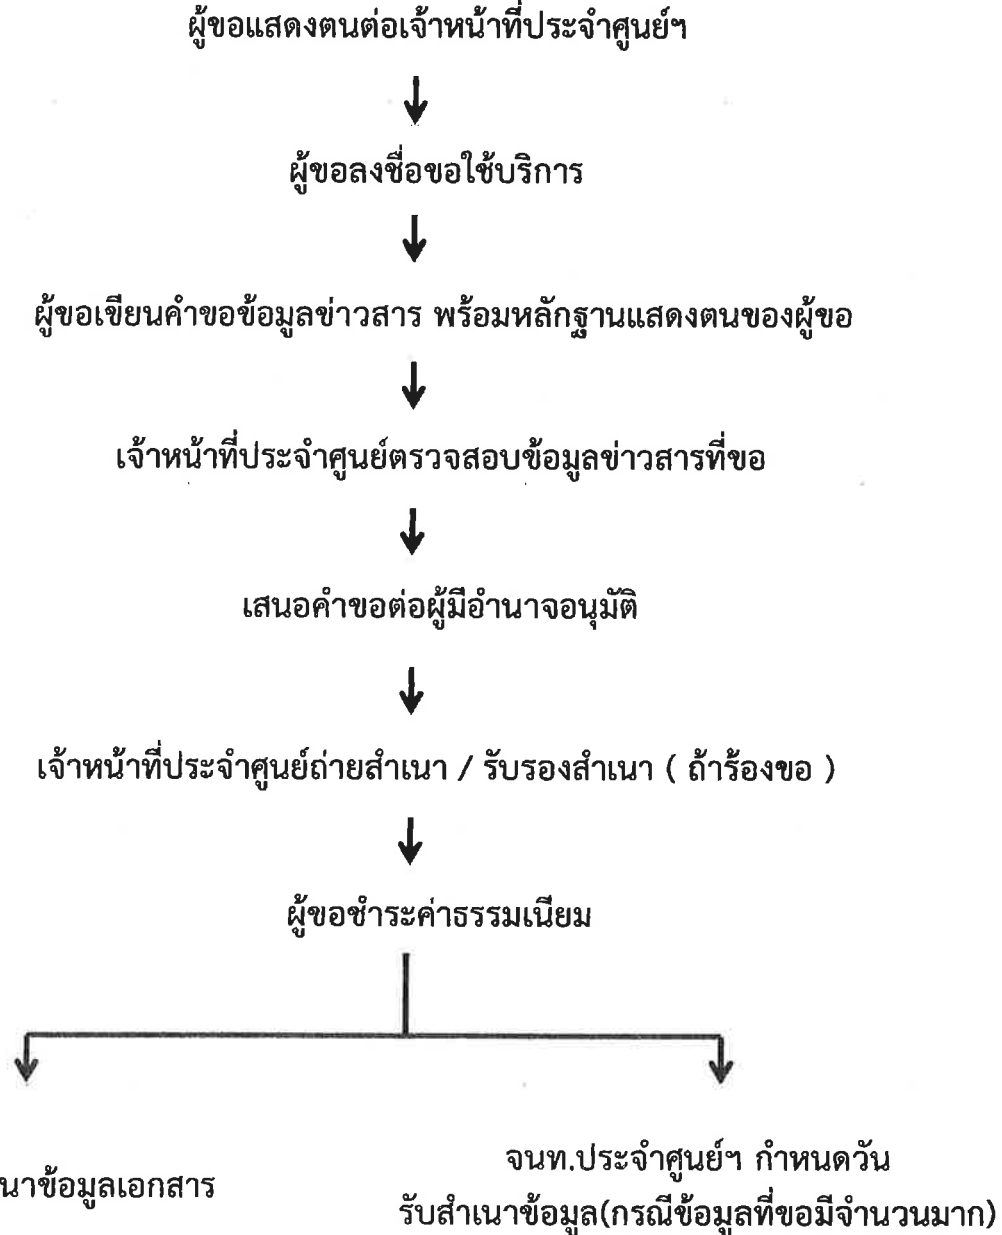 ผู้ขอแสดงตนต่อเจ้าหน้าที่ประจำศูนย์ฯ
ผู้ขอลงชื่อขอใช้บริการ
ผู้ขอเขียนคำขอข้อมูลข่าวสาร พร้อมหลักฐานแสดงตนของผู้ขอ
เจ้าหน้าที่ประจำศูนย์ตรวจสอบข้อมูลข่าวสารที่ขอ
เสนอคำขอต่อผู้มีอำนาจอนุมัติ
เจ้าหน้าที่ประจำศูนย์ถ่ายสำเนา / รับรองสำเนา ( ถ้าร้องขอ )
ผู้ขอชำระค่าธรรมเนียม
นาข้อมูลเอกสาร
จนท.ประจำศูนย์ฯ กำหนดวัน
รับสำเนาข้อมูล(กรณีข้อมูลที่ขอมีจำนวนมาก)